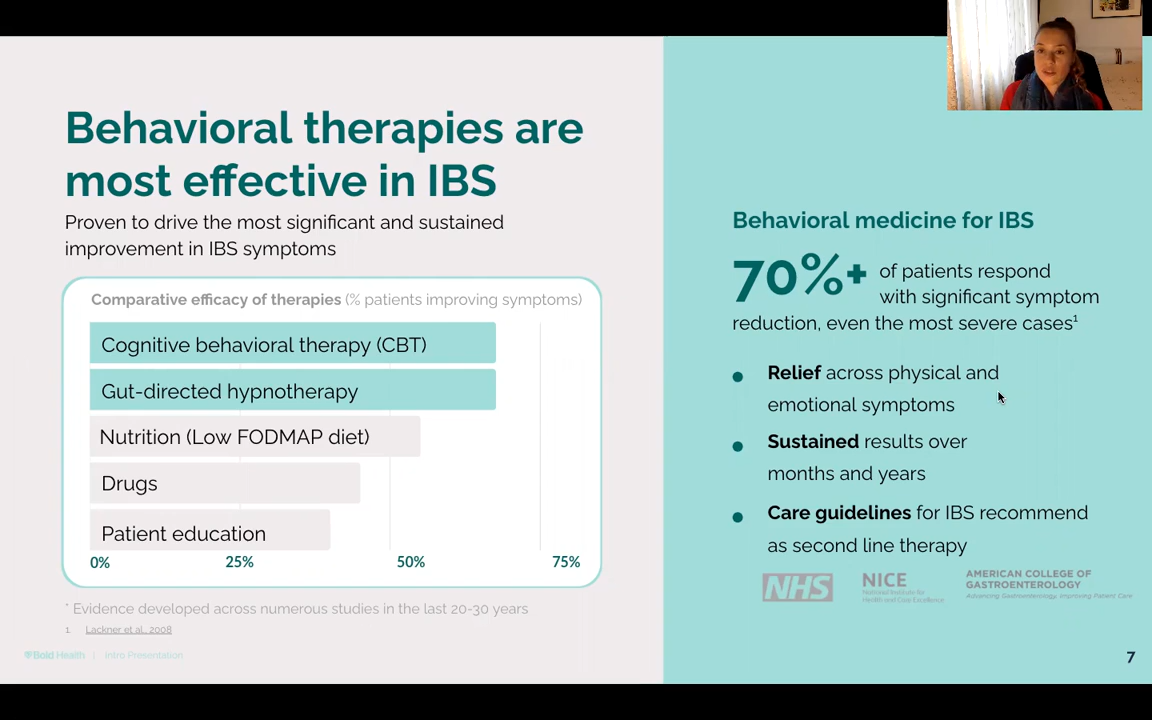 Behavioral therapies are
most effective in IBS
Proven to drive the most significant and sustained
improvement in IBS symptoms
Comparative efficacy of therapies (% patients improving symptoms)
Cognitive behavioral therapy (CBT)
Gut-directed hypnotherapy
Nutrition (Low FODMAP diet)
Drugs
Patient education
0% 25% 50% 75%
* Evidence developed across numerous studies in the last 20-30 years
1. Lackner et al., 2008
Bold Health | Intro Presentation
Behavioral medicine for IBS
70%+ of patients respond
with significant symptom
reduction, even the most severe cases¹
● Relief across physical and
emotional symptoms
● Sustained results over
months and years
● Care guidelines for IBS recommend
as second line therapy
NHS
NICE
National Institute for
Health and Care Excellence
AMERICAN COLLEGE OF
GASTROENTEROLOGY
Advancing Gastroenterology, Improving Patient Care
7